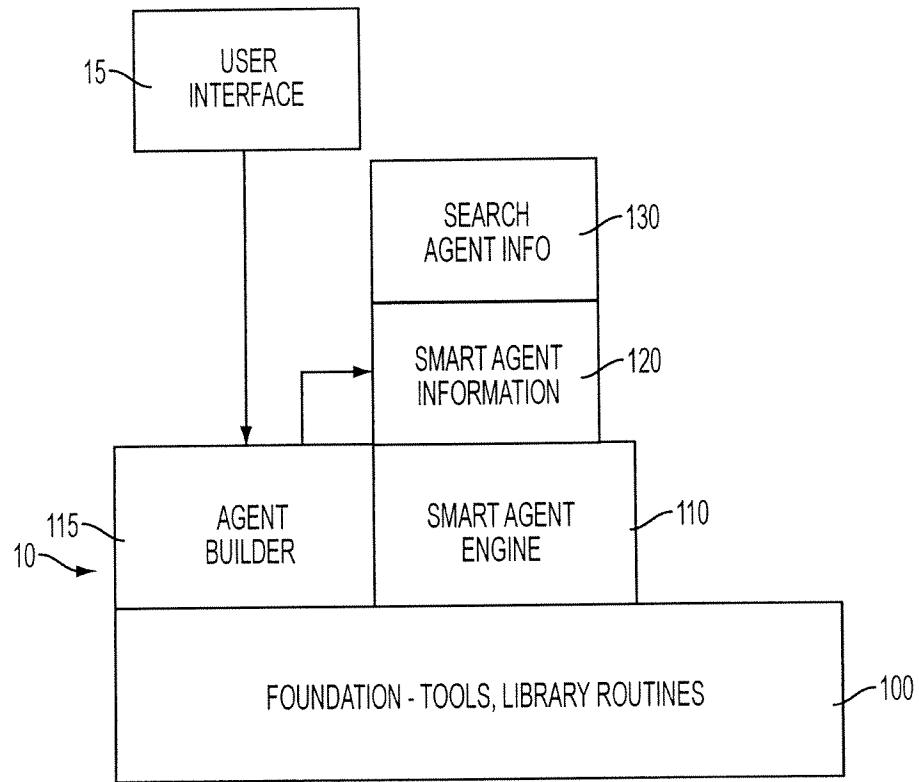 USER
INTERFACE
15
SEARCH
AGENT INFO
130
SMART AGENT
INFORMATION
120
115
10
AGENT
BUILDER
SMART AGENT
ENGINE
110
FOUNDATION - TOOLS, LIBRARY ROUTINES
100